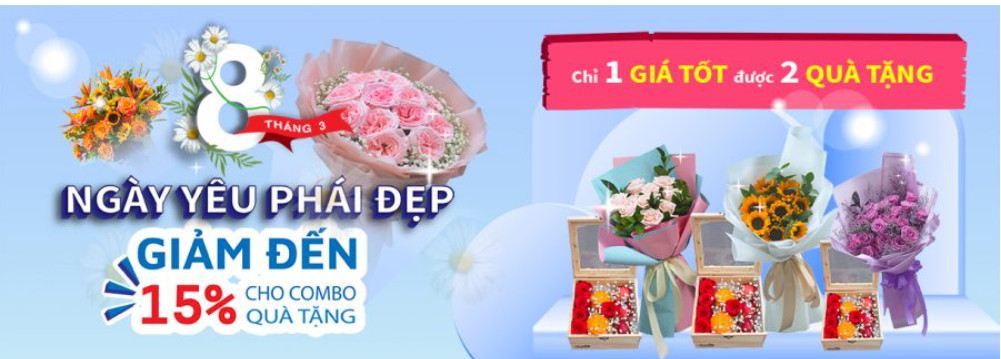 8
THÁNG 3
NGÀY YÊU PHÁI ĐẸP
GIẢM ĐẾN
15% CHO COMBO
QUÀ TẶNG
Chỉ 1 GIÁ TỐT được 2 QUÀ TẶNG